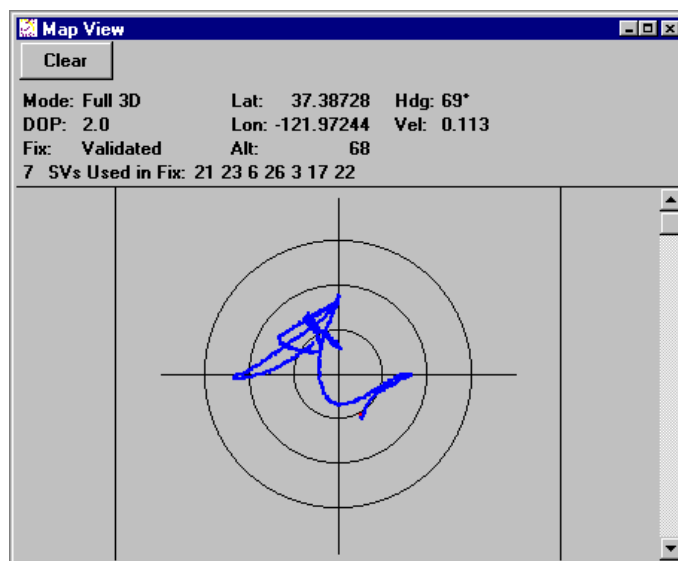 Map View
Clear
Mode: Full 3D Lat: 37.38728 Hdg: 69°
DOP: 2.0 Lon: -121.97244 Vel: 0.113
Fix: Validated Alt: 68
7 SVs Used in Fix: 21 23 6 26 3 17 22